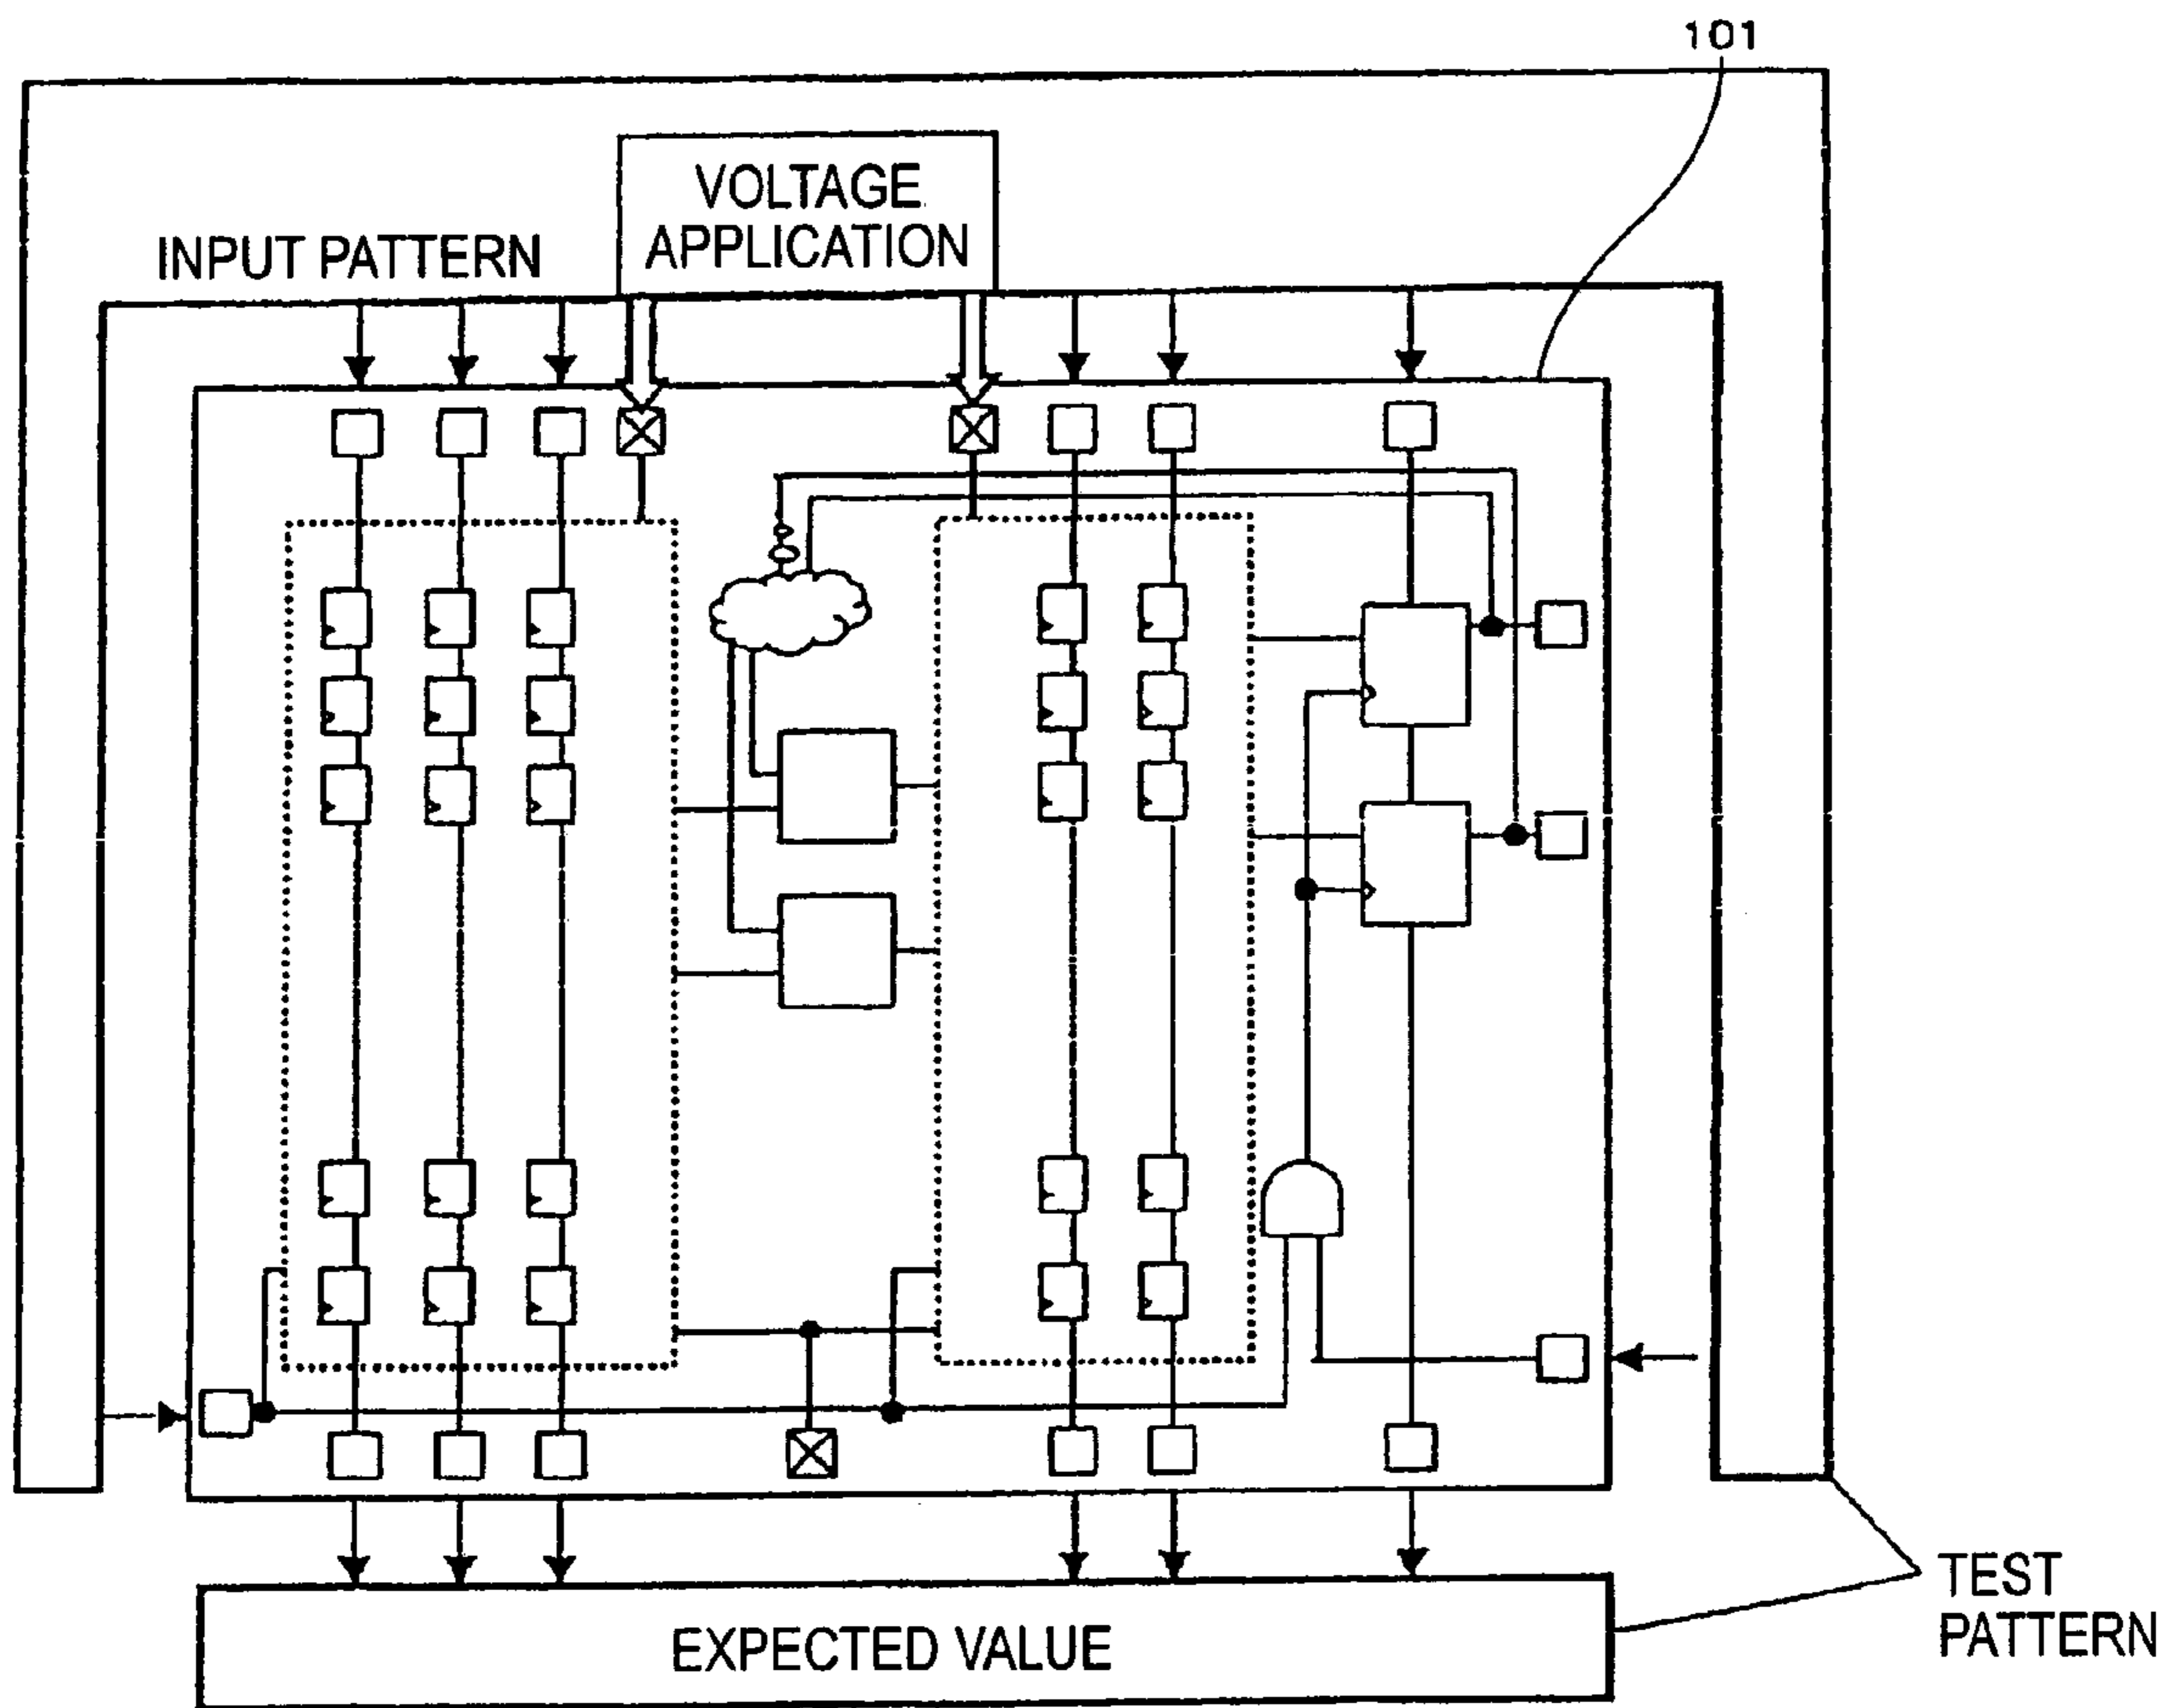 101
VOLTAGE
APPLICATION
INPUT PATTERN
TEST
PATTERN
EXPECTED VALUE